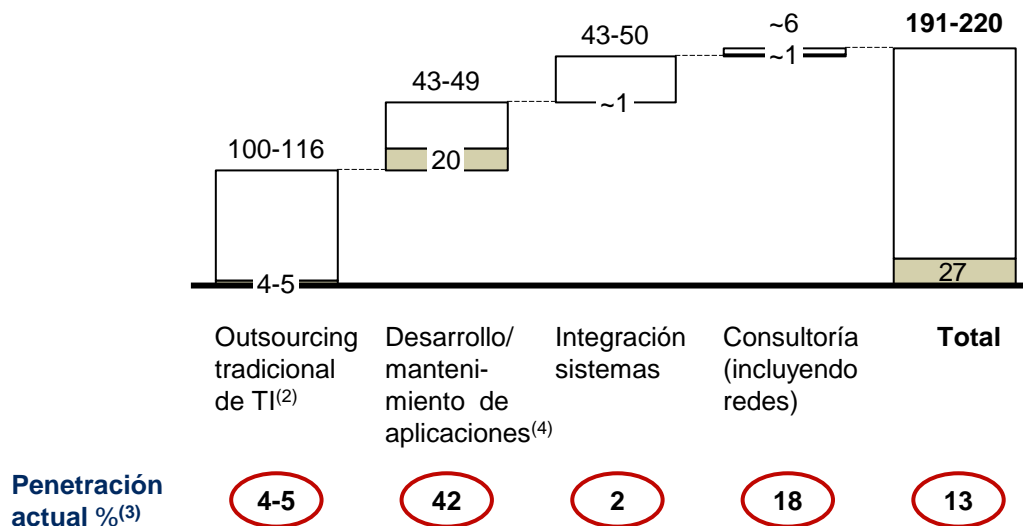 ~6
191-220
43-50
~1
43-49
~1
100-116
20
27
4-5
Outsourcing
tradicional
de TI(2)
Desarrollo/
manteni-
miento de
aplicaciones(4)
Integración
sistemas
Consultoría
(incluyendo
redes)
Total
Penetración
actual %(3)
4-5
42
2
18
13